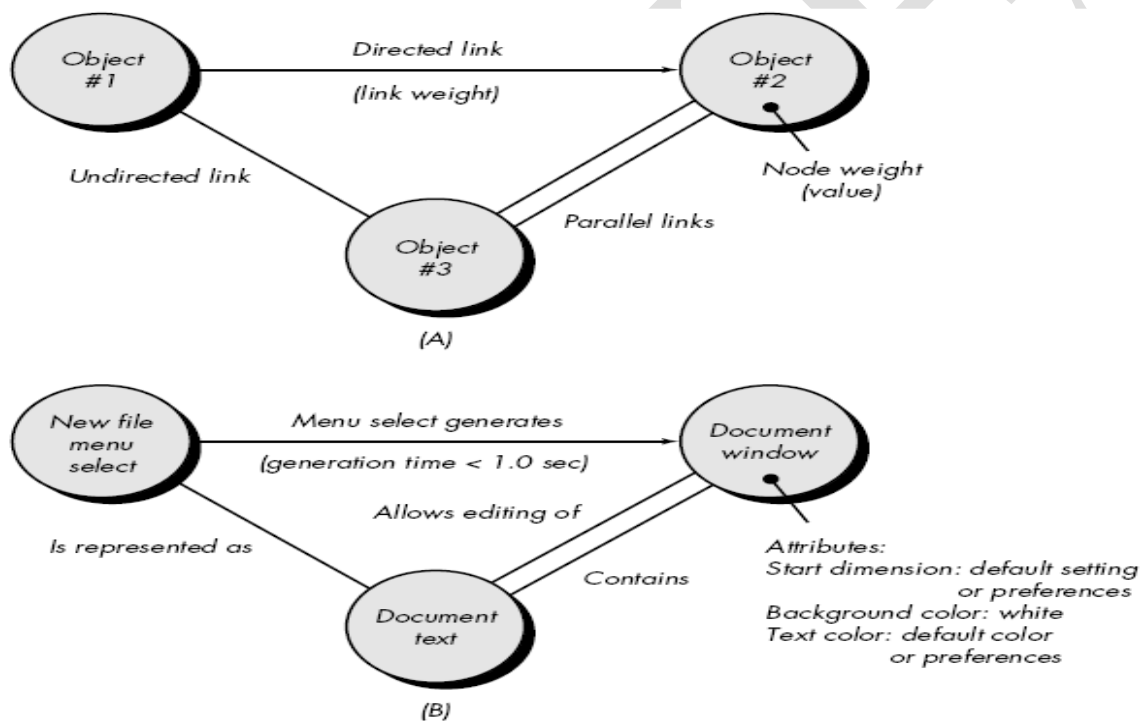 Object
#1
Directed link
(link weight)
Object
#2
Undirected link
Node weight
(value)
Parallel links
Object
#3
(A)
New file
menu
select
Menu select generates
(generation time < 1.0 sec)
Document
window
Allows editing of
Is represented as
Attributes:
Start dimension: default setting
or preferences
Background color: white
Text color: default color
or preferences
Contains
Document
text
(B)